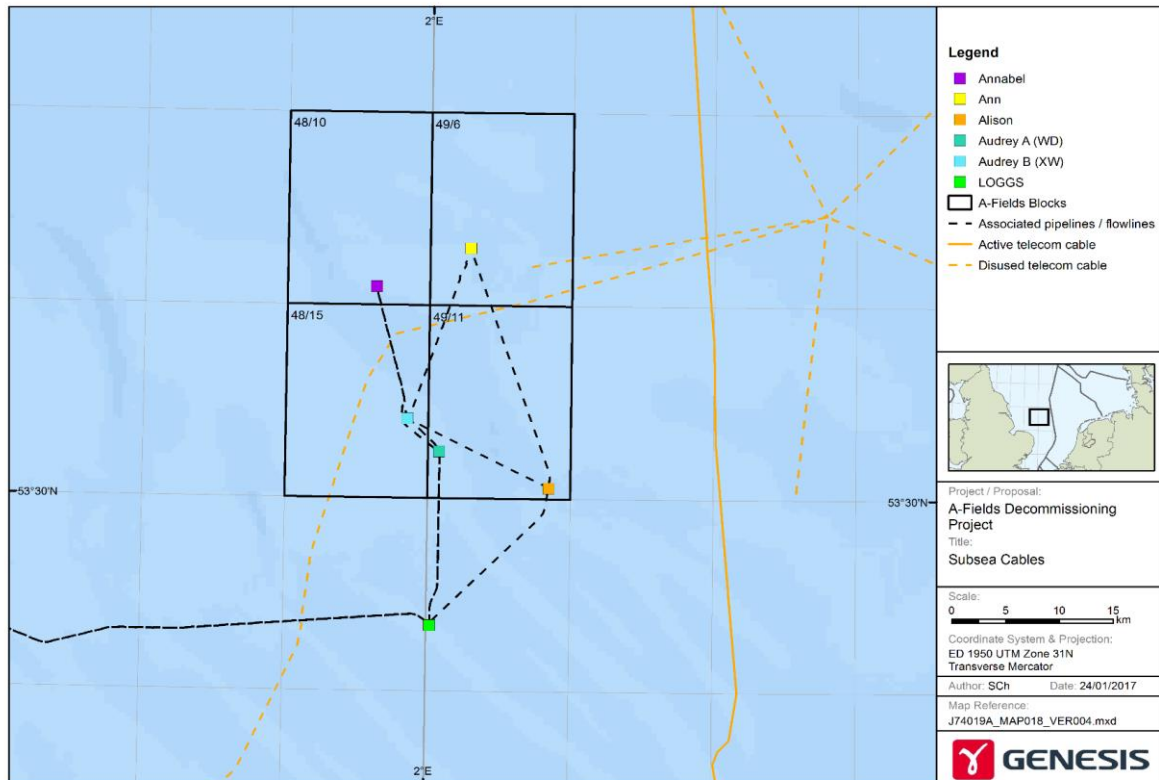 2°E
48/10
49/6
48/15
49/11
53°30'N
53°30'N
2°E
Legend
Annabel
Ann
Alison
Audrey A (WD)
Audrey B (XW)
LOGGS
A-Fields Blocks
Associated pipelines / flowlines
Active telecom cable
Disused telecom cable
Project / Proposal:
A-Fields Decommissioning
Project
Title:
Subsea Cables
Scale:
0 5 10 15
km
Coordinate System & Projection:
ED 1950 UTM Zone 31N
Transverse Mercator
Author: SCh Date: 24/01/2017
Map Reference:
J74019A_MAP018_VER004.mxd
GENESIS